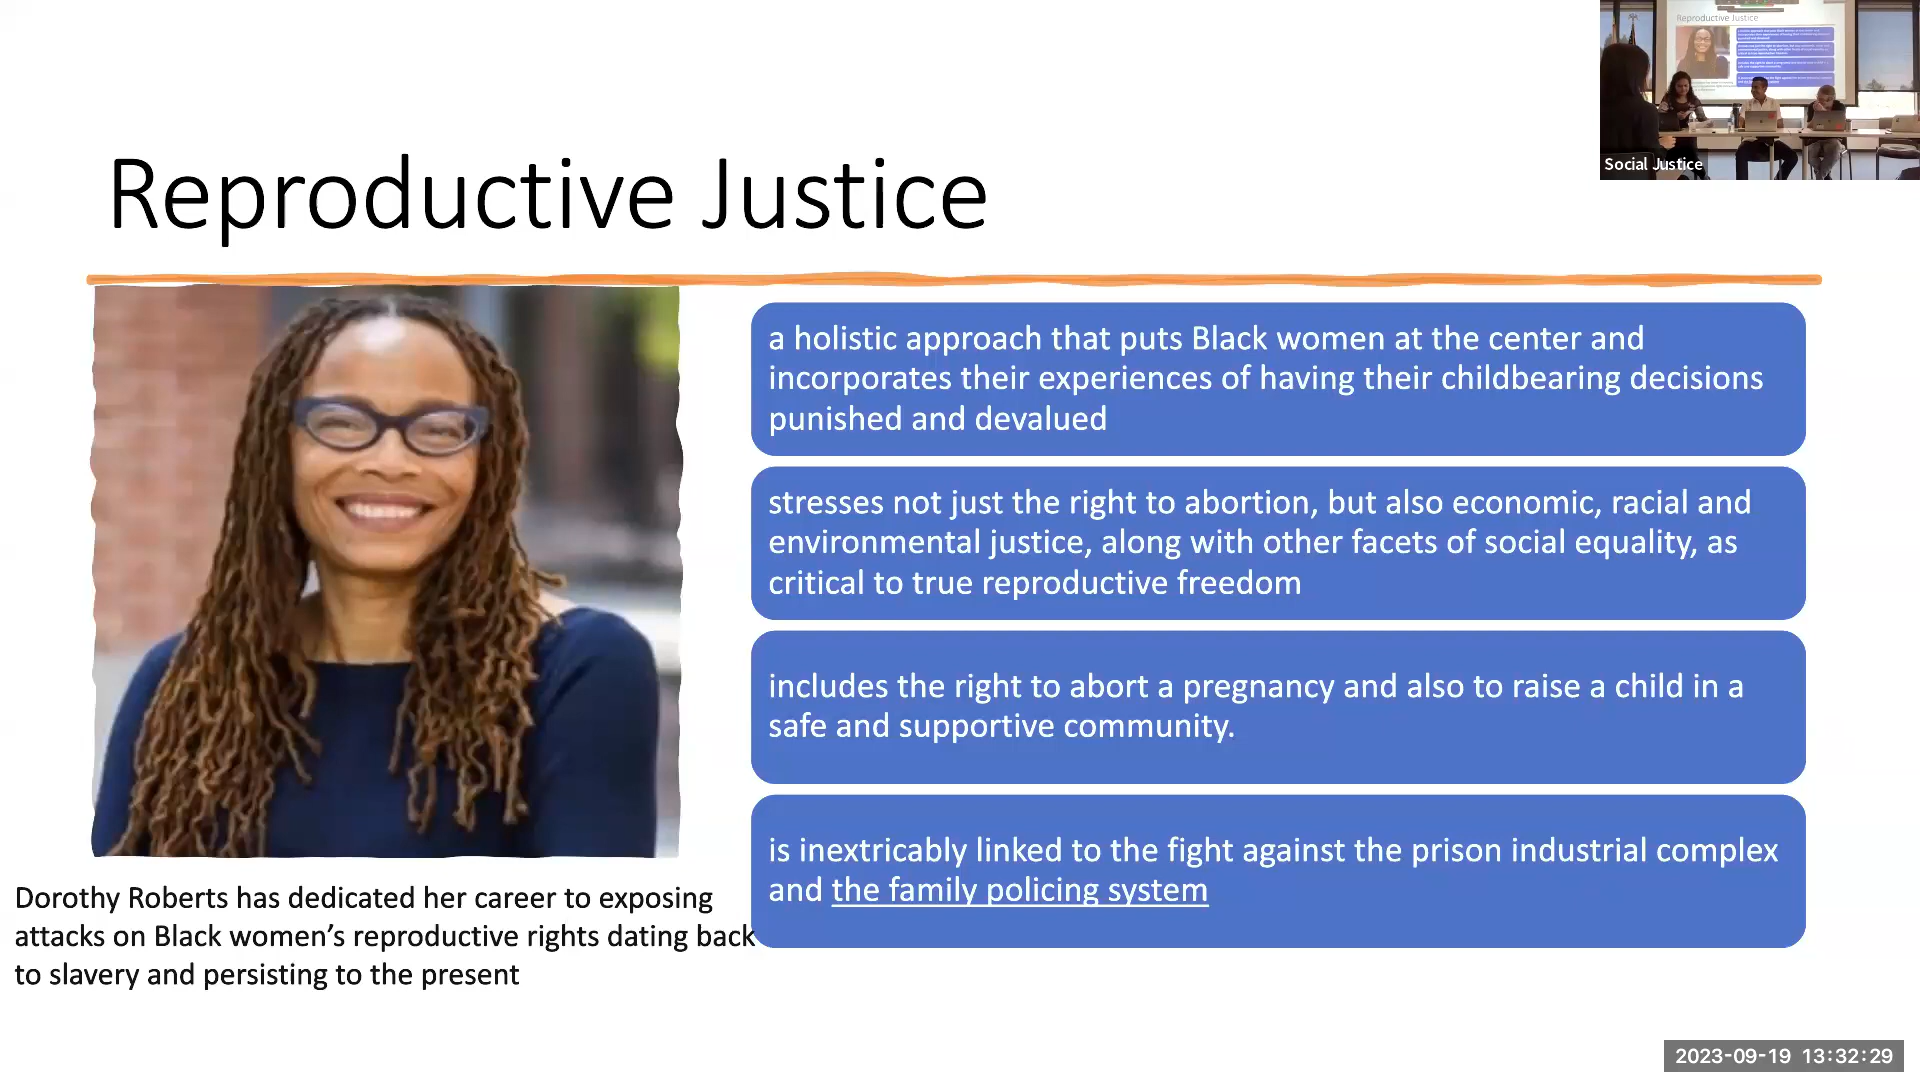 Social Justice
Reproductive Justice
a holistic approach that puts Black women at the center and
incorporates their experiences of having their childbearing decisions
punished and devalued
stresses not just the right to abortion, but also economic, racial and
environmental justice, along with other facets of social equality, as
critical to true reproductive freedom
includes the right to abort a pregnancy and also to raise a child in a
safe and supportive community.
is inextricably linked to the fight against the prison industrial complex
and the family policing system
Dorothy Roberts has dedicated her career to exposing
attacks on Black women’s reproductive rights dating back
to slavery and persisting to the present
2023-09-19 13:32:29